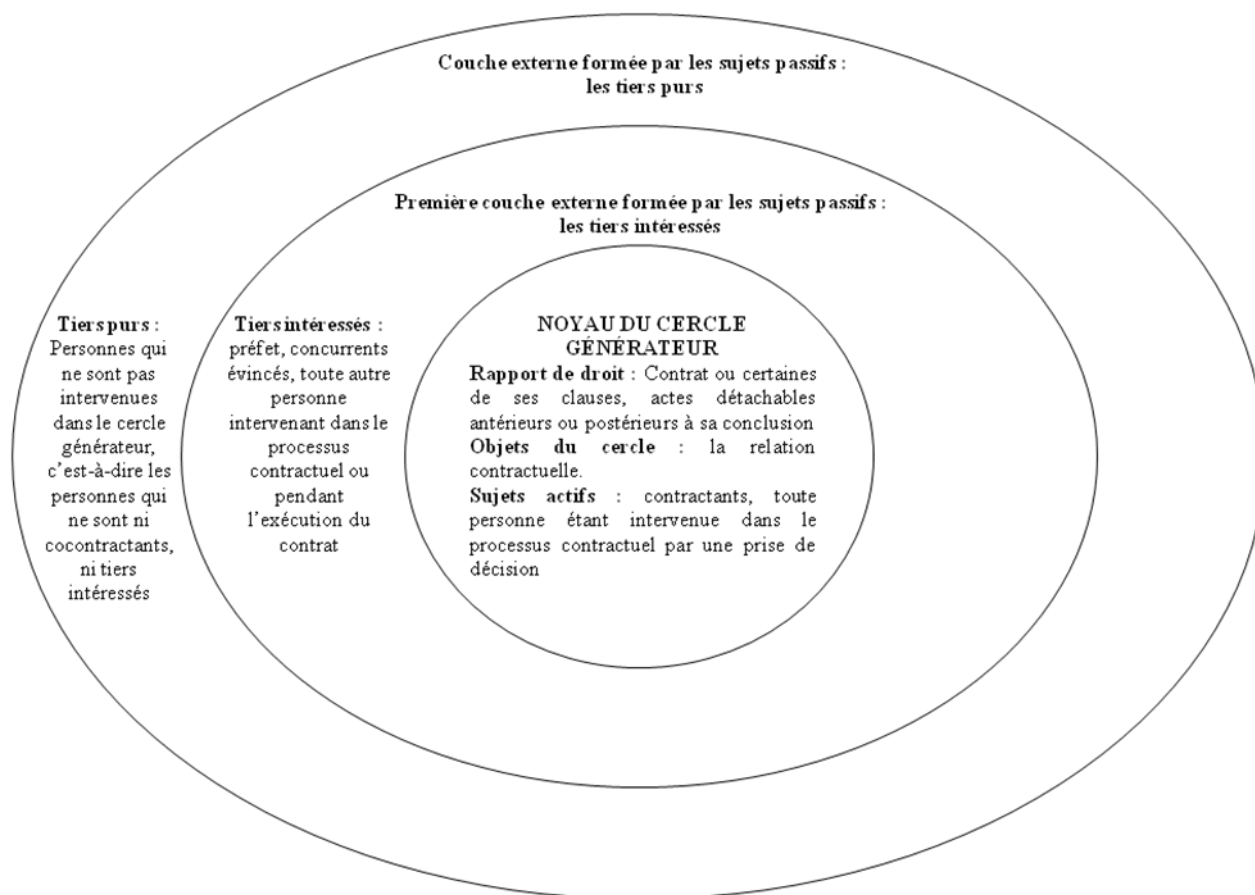 Couche externe formée par les sujets passifs :
les tiers purs
Première couche externe formée par les sujets passifs :
les tiers intéressés
Tiers purs :
Personnes qui
ne sont pas
intervenues
dans le cercle
générateur,
c'est-à-dire les
personnes qui
ne sont ni
cocontractants,
ni tiers
intéressés
Tiers intéressés :
préfet, concurrents
évincés, toute autre
personne
intervenant dans le
processus
contractuel ou
pendant
l'exécution du
contrat
NOYAU DU CERCLE
GÉNÉRATEUR
Rapport de droit : Contrat ou certaines
de ses clauses, actes détachables
antérieurs ou postérieurs à sa conclusion
Objets du cercle : la relation
contractuelle.
Sujets actifs : contractants, toute
personne étant intervenue dans le
processus contractuel par une prise de
décision